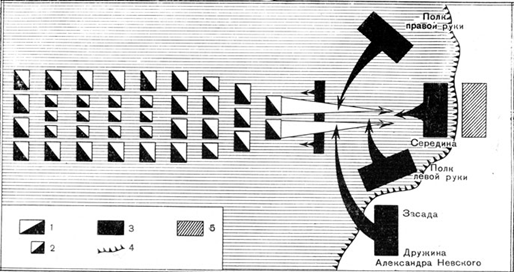 Полк
правой руки
Середина
Полк
левой руки
Засада
Дружина
Александра Невского
1
2
3
4
5